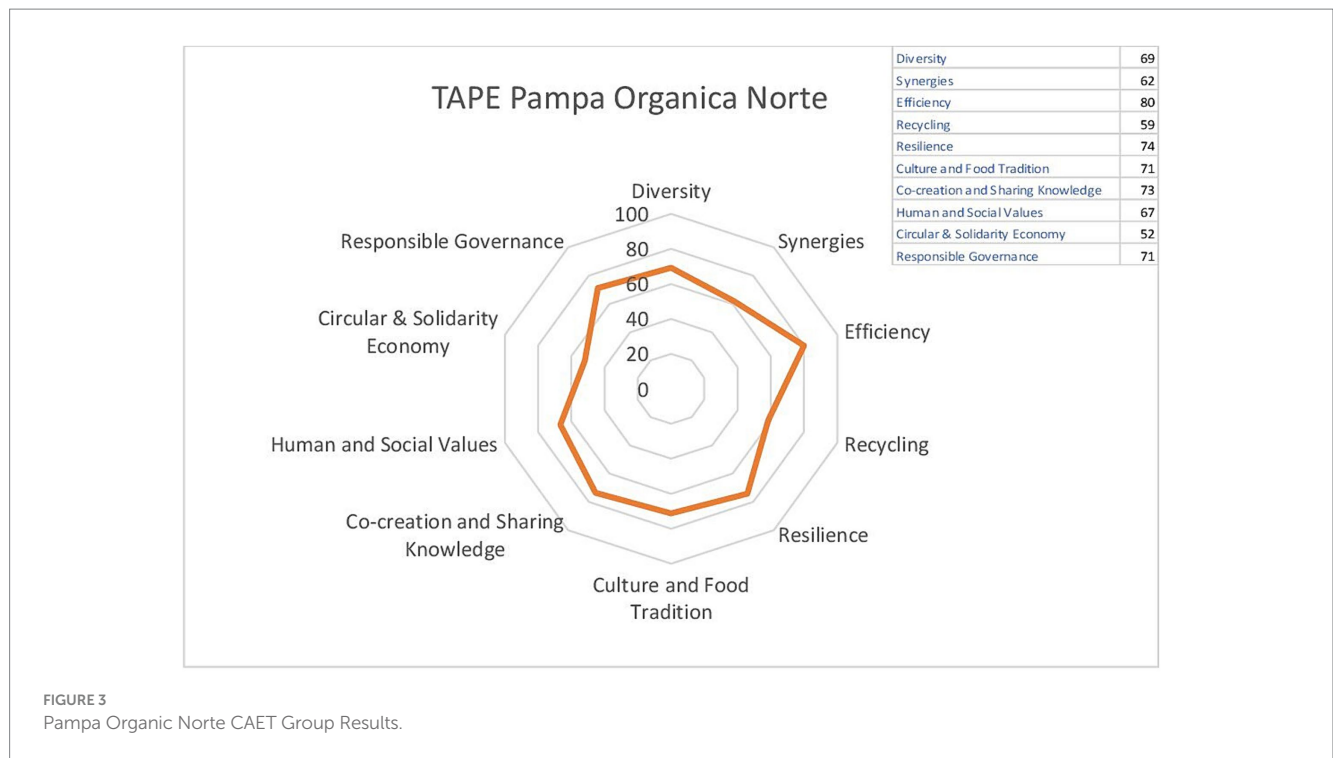 TAPE Pampa Organica Norte
Diversity 69
Synergies 62
Efficiency 80
Recycling 59
Resilience 74
Culture and Food Tradition 71
Co-creation and Sharing Knowledge 73
Human and Social Values 67
Circular & Solidarity Economy 52
Responsible Governance 71
Diversity
Synergies
Efficiency
Recycling
Resilience
Culture and Food
Tradition
Co-creation and Sharing
Knowledge
Human and Social Values
Circular & Solidarity
Economy
Responsible Governance
100
80
60
40
20
0
FIGURE 3
Pampa Organic Norte CAET Group Results.